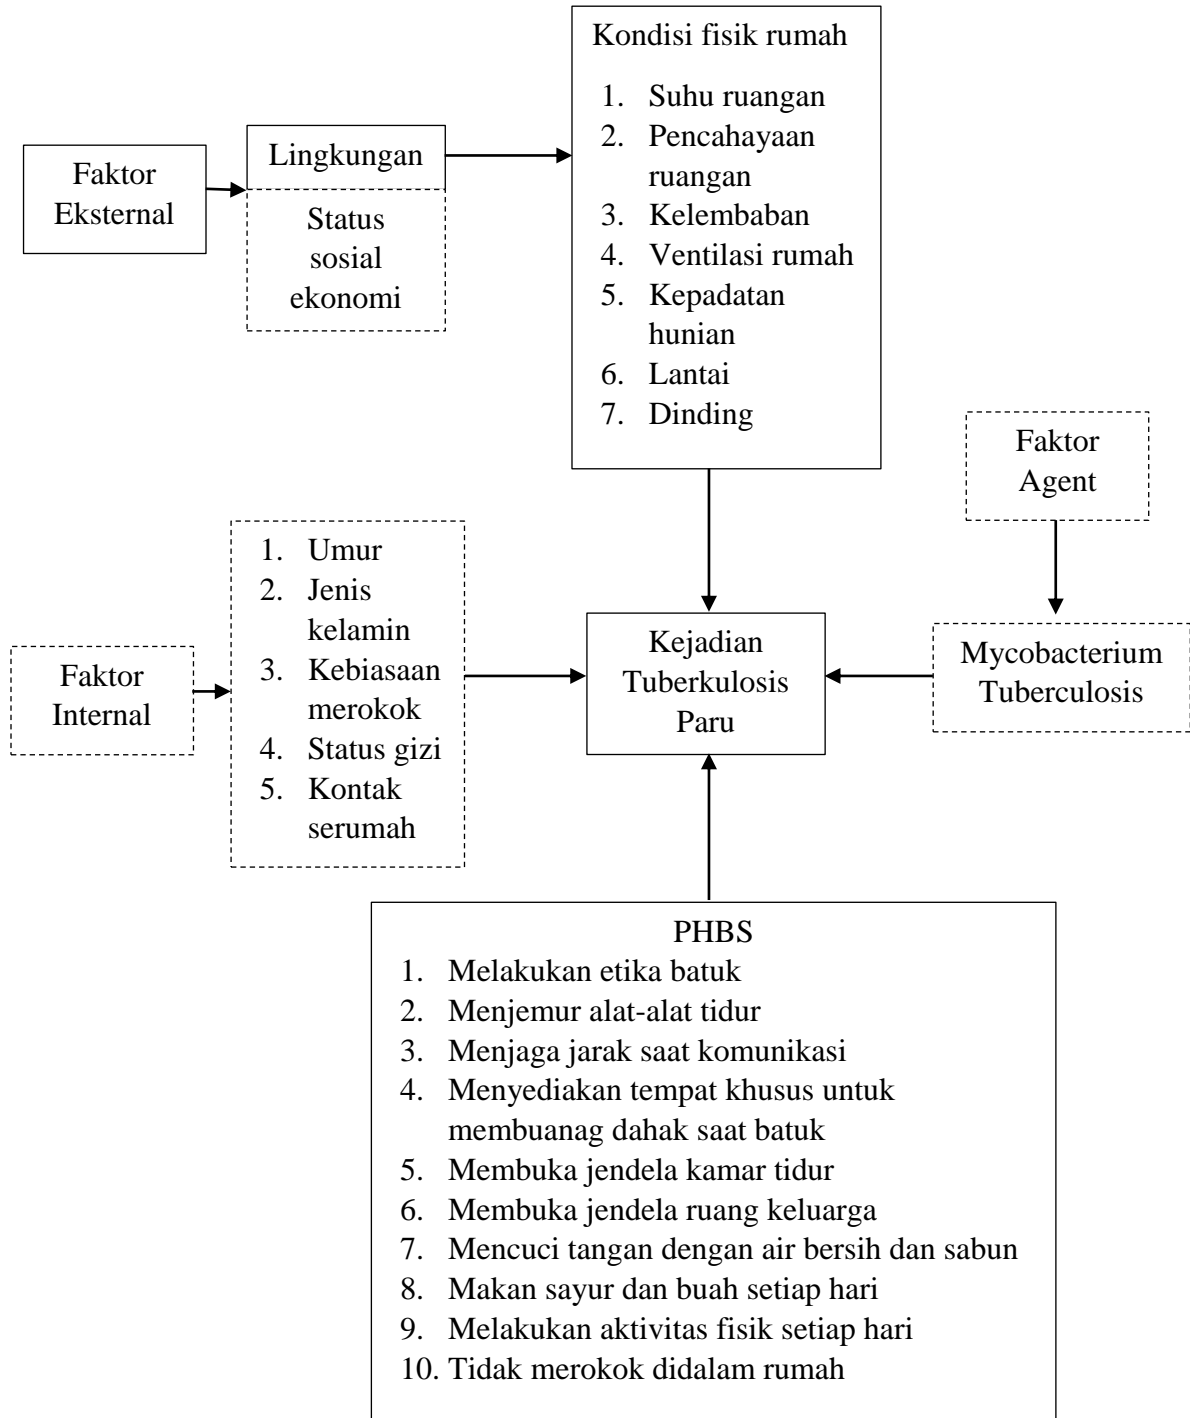 Kondisi fisik rumah
1. Suhu ruangan
2. Pencahayaan
ruangan
3. Kelembaban
4. Ventilasi rumah
5. Kepadatan
hunian
6. Lantai
7. Dinding
Lingkungan
Faktor
Eksternal
Status
sosial
ekonomi
Faktor
Agent
1. Umur
2. Jenis
kelamin
3. Kebiasaan
merokok
4. Status gizi
5. Kontak
serumah
Faktor
Internal
Kejadian
Tuberkulosis
Paru
Mycobacterium
Tuberculosis
PHBS
1. Melakukan etika batuk
2. Menjemur alat-alat tidur
3. Menjaga jarak saat komunikasi
4. Menyediakan tempat khusus untuk
membuanag dahak saat batuk
5. Membuka jendela kamar tidur
6. Membuka jendela ruang keluarga
7. Mencuci tangan dengan air bersih dan sabun
8. Makan sayur dan buah setiap hari
9. Melakukan aktivitas fisik setiap hari
10. Tidak merokok didalam rumah